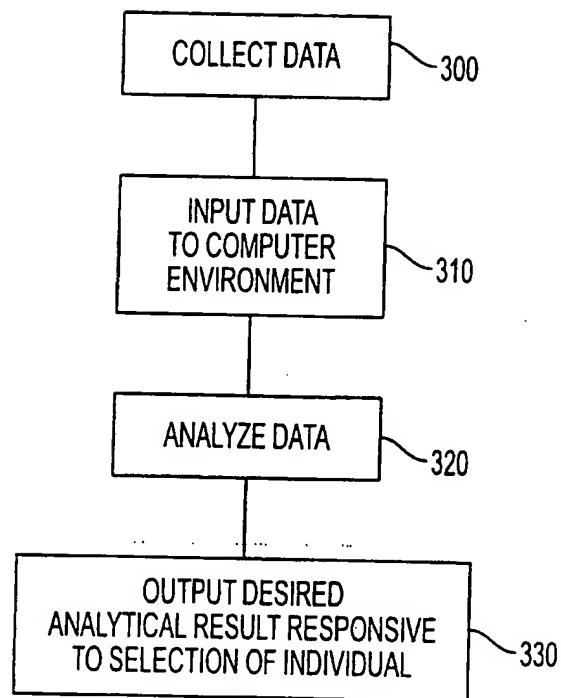 COLLECT DATA
300
INPUT DATA
TO COMPUTER
ENVIRONMENT
310
ANALYZE DATA
320
OUTPUT DESIRED
ANALYTICAL RESULT RESPONSIVE
TO SELECTION OF INDIVIDUAL
330